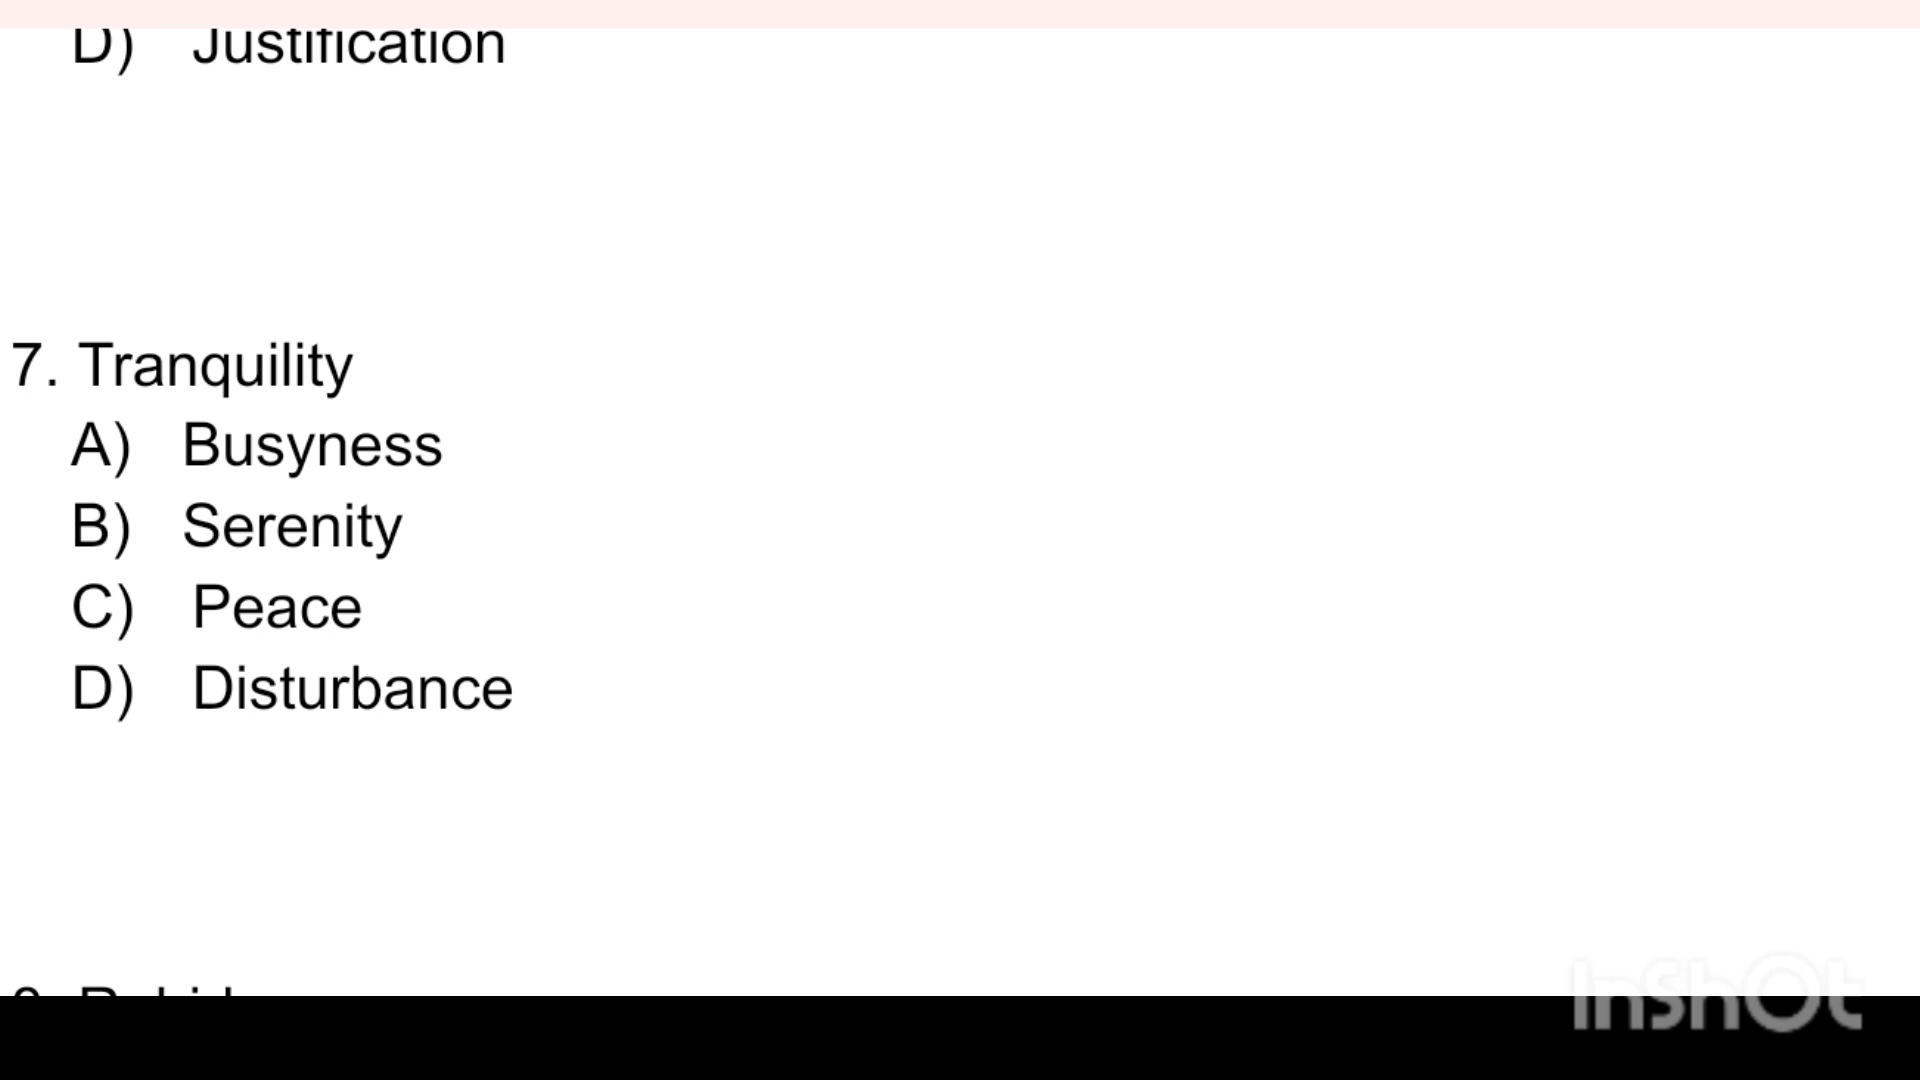 D) Justification
7. Tranquility
A) Busyness
B) Serenity
C) Peace
D) Disturbance
InShOt